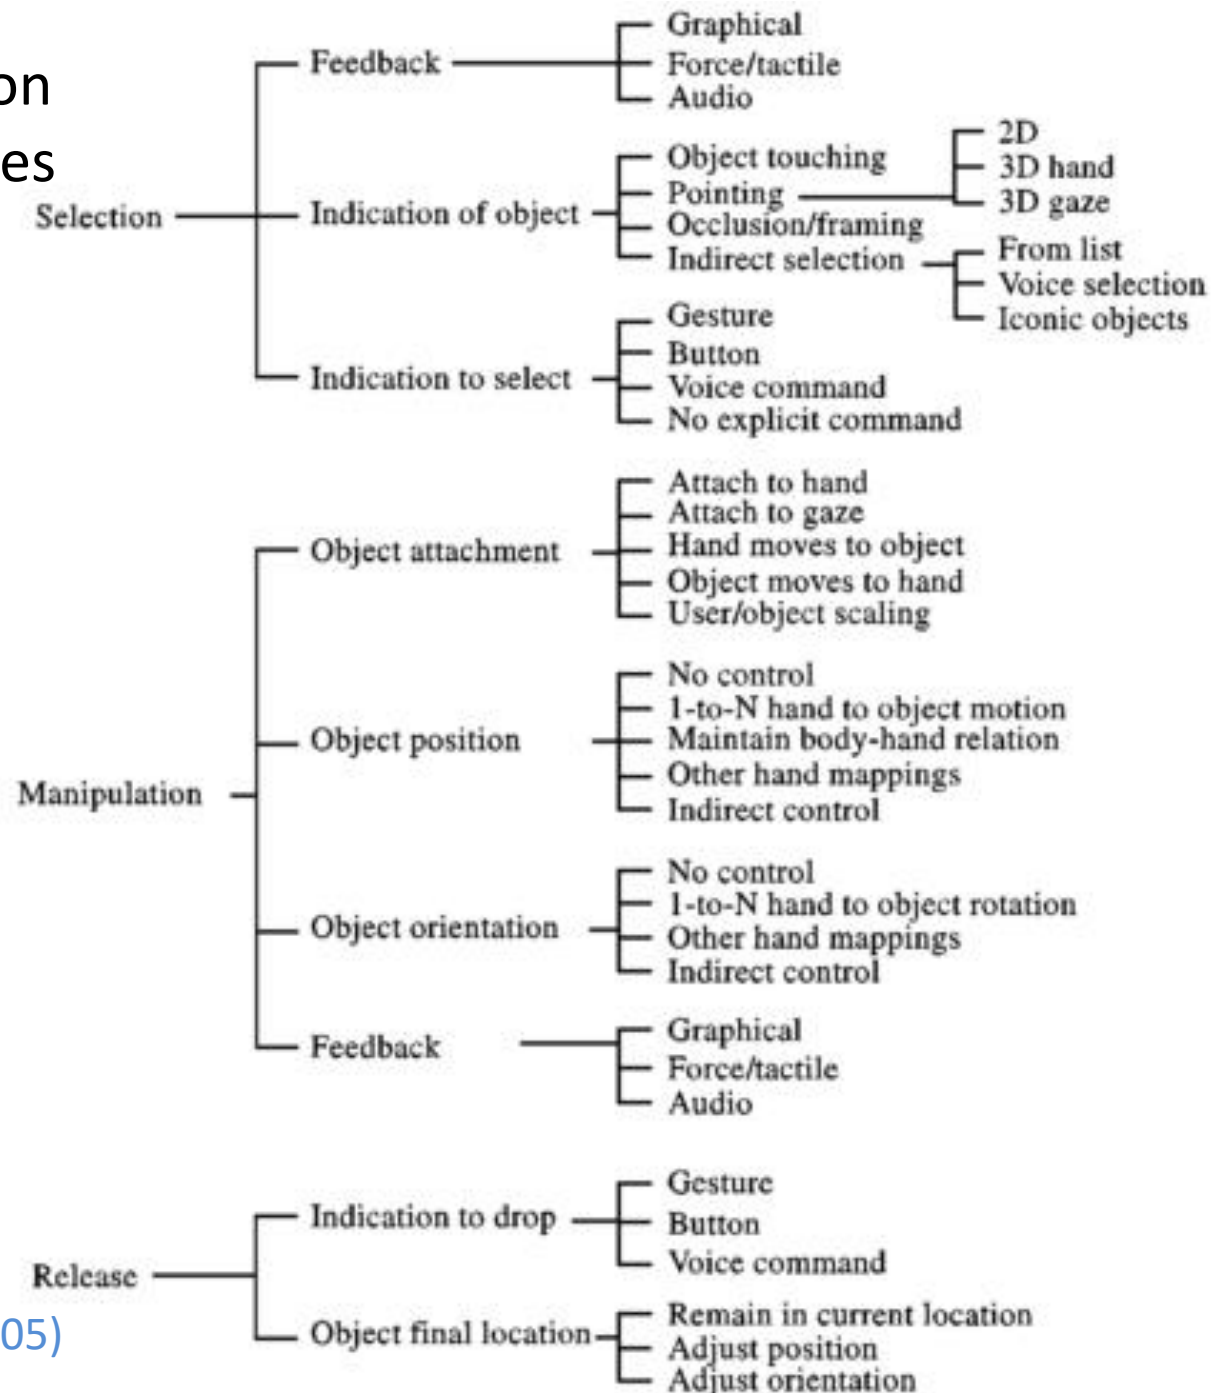 on
es
Selection
Feedback
Graphical
Force/tactile
Audio
Indication of object
Object touching
Pointing
2D
3D hand
3D gaze
Occlusion/framing
Indirect selection
From list
Voice selection
Iconic objects
Indication to select
Gesture
Button
Voice command
No explicit command
Manipulation
Object attachment
Attach to hand
Attach to gaze
Hand moves to object
Object moves to hand
User/object scaling
Object position
No control
1-to-N hand to object motion
Maintain body-hand relation
Other hand mappings
Indirect control
Object orientation
No control
1-to-N hand to object rotation
Other hand mappings
Indirect control
Feedback
Graphical
Force/tactile
Audio
Release
Indication to drop
Gesture
Button
Voice command
Object final location
Remain in current location
Adjust position
Adjust orientation
05)